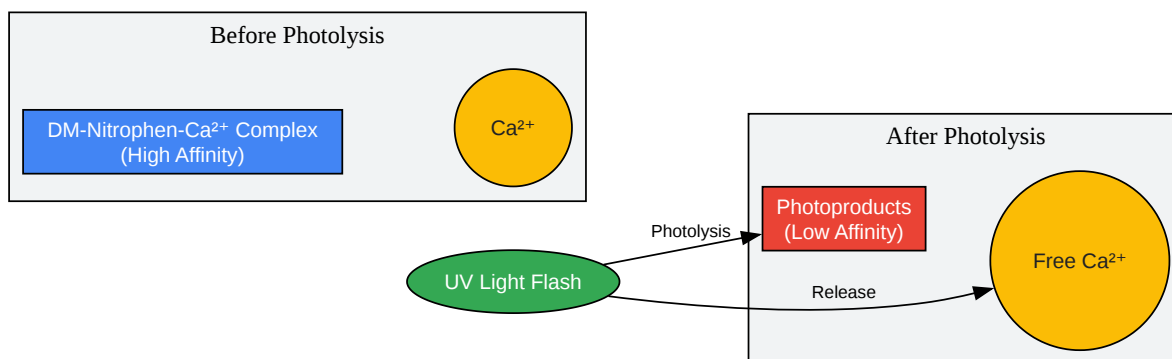 Before Photolysis
DM-Nitrophen-Ca²⁺ Complex
(High Affinity)
Ca²⁺
After Photolysis
Photoproducts
(Low Affinity)
Free Ca²⁺
Photolysis
UV Light Flash
Release